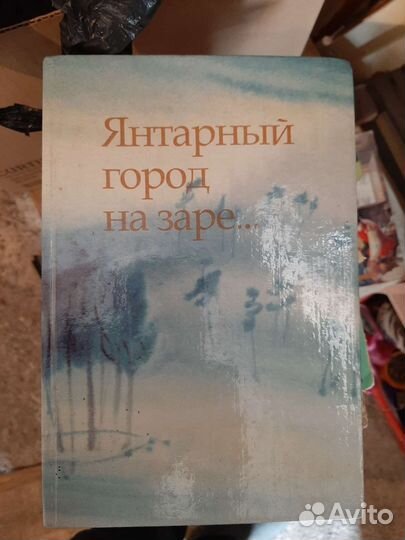 Янтарный
город
на заре...
Avito